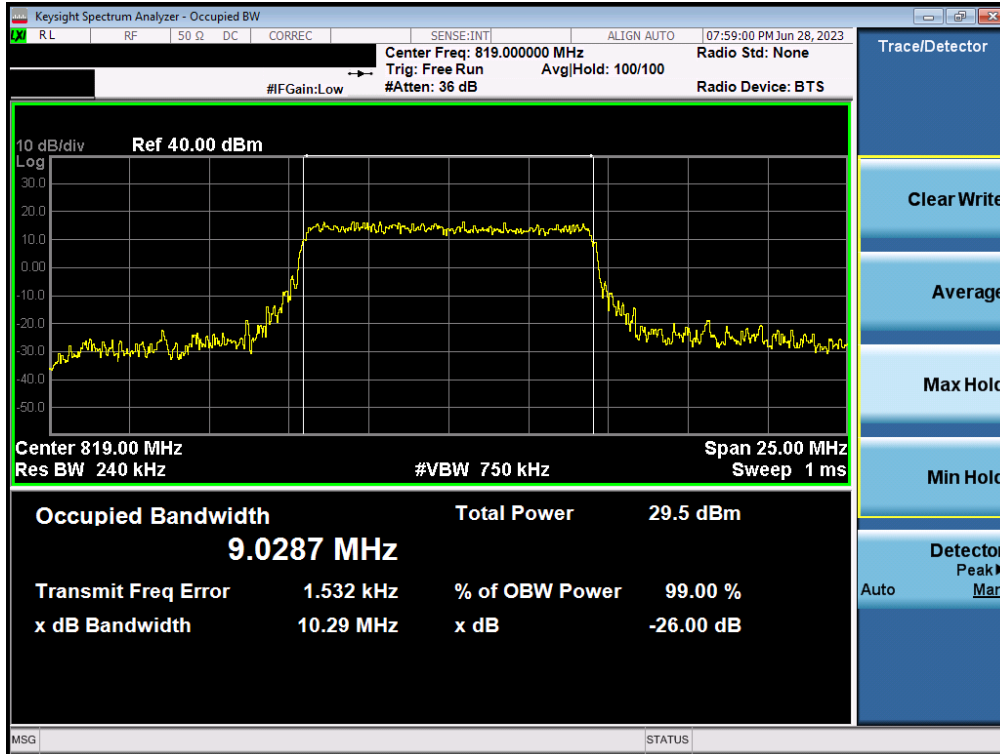 Keysight Spectrum Analyzer - Occupied BW
LXI RL RF 50 Ω DC CORREC SENSE:INT ALIGN AUTO 07:59:00 PM Jun 28, 2023
Center Freq: 819.000000 MHz Radio Std: None
Trig: Free Run Avg|Hold: 100/100
#IFGain:Low #Atten: 36 dB Radio Device: BTS
Trace/Detector
10 dB/div Ref 40.00 dBm
Log
30.0
20.0
10.0
0.00
-10.0
-20.0
-30.0
-40.0
-50.0
Center 819.00 MHz Span 25.00 MHz
Res BW 240 kHz #VBW 750 kHz Sweep 1 ms
Occupied Bandwidth Total Power 29.5 dBm
9.0287 MHz
Transmit Freq Error 1.532 kHz % of OBW Power 99.00 %
x dB Bandwidth 10.29 MHz x dB -26.00 dB
Clear Write
Average
Max Hold
Min Hold
Detector
Peak
Auto Man
MSG STATUS